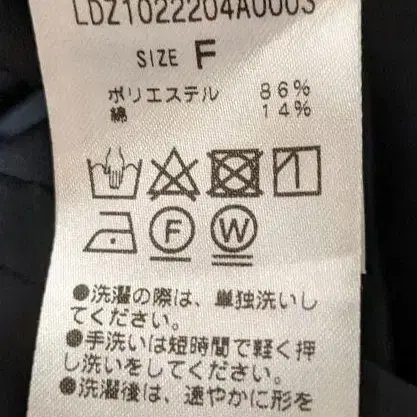 LDZ1022204A0003
SIZE F
ポリエステル 86%
綿 14%
F W
●洗濯の際は、単独洗いし
てください。
●手洗いは短時間で軽く押
し洗いをしてください。
●洗濯後は、速やかに形を